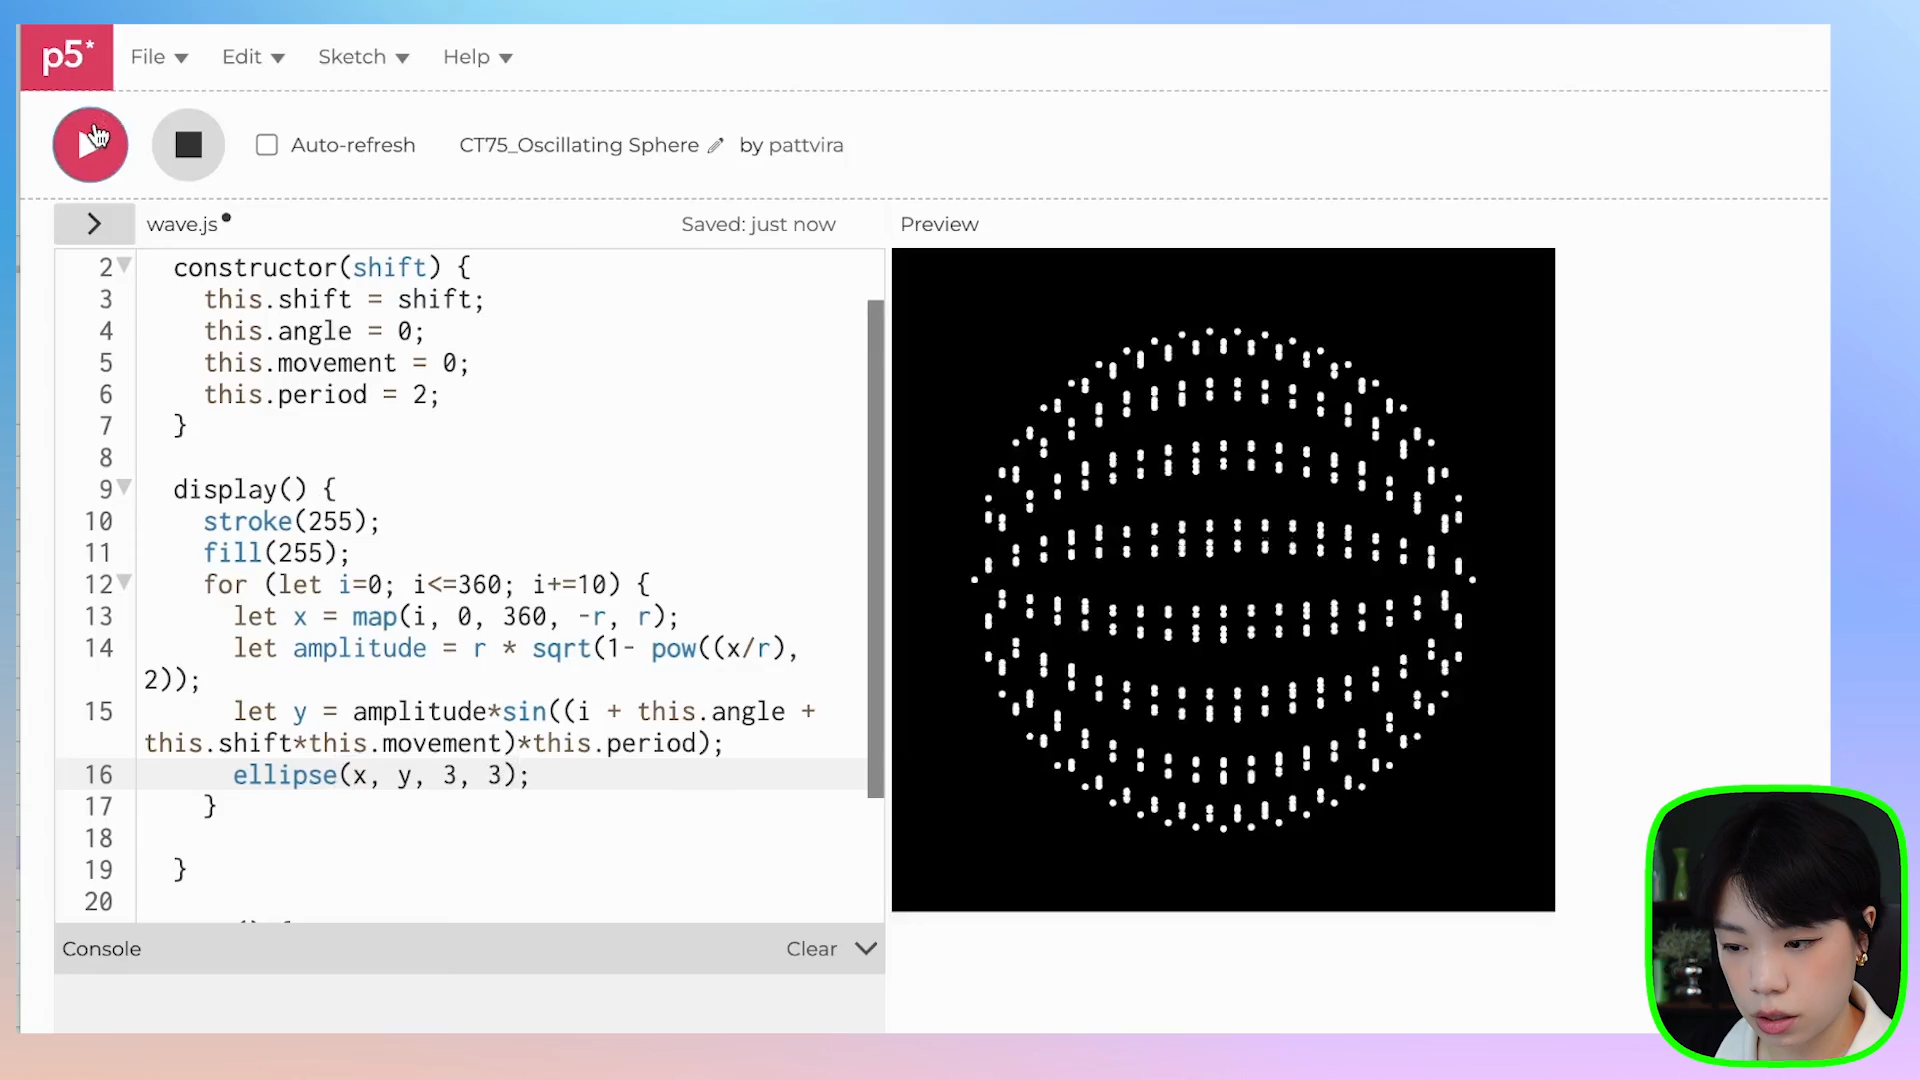 p5* File Edit Sketch Help
Auto-refresh CT75_Oscillating Sphere by pattvira
wave.js Saved: just now Preview
2 constructor(shift) {
3 this.shift = shift;
4 this.angle = 0;
5 this.movement = 0;
6 this.period = 2;
7 }
8
9 display() {
10 stroke(255);
11 fill(255);
12 for (let i=0; i<=360; i+=10) {
13 let x = map(i, 0, 360, -r, r);
14 let amplitude = r * sqrt(1- pow((x/r),
2));
15 let y = amplitude*sin((i + this.angle +
this.shift*this.movement)*this.period);
16 ellipse(x, y, 3, 3);
17 }
18
19 }
20
Console Clear